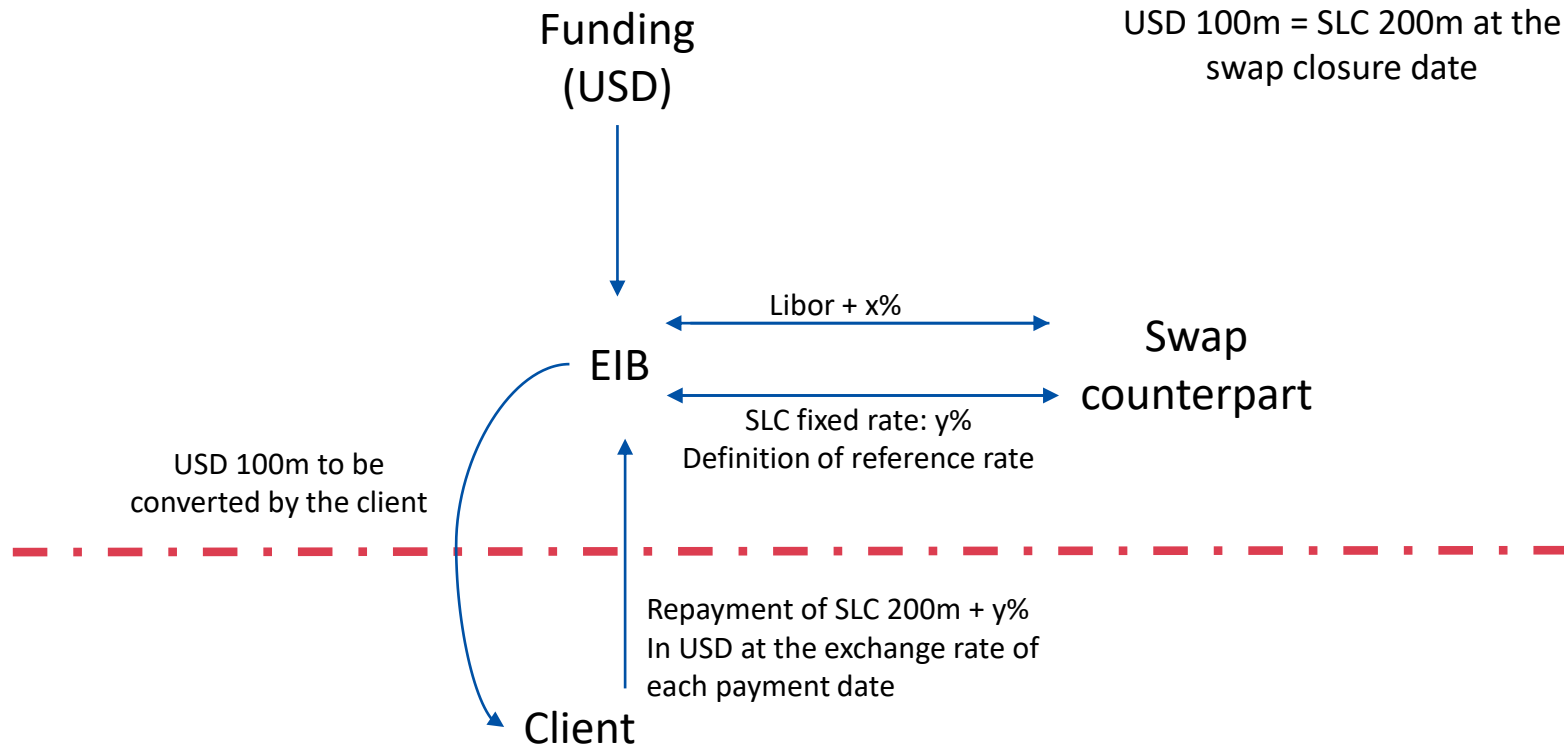 Funding
(USD)
USD 100m = SLC 200m at the
swap closure date
Libor + x%
EIB
Swap
counterpart
SLC fixed rate: y%
Definition of reference rate
USD 100m to be
converted by the client
Repayment of SLC 200m + y%
In USD at the exchange rate of
each payment date
Client